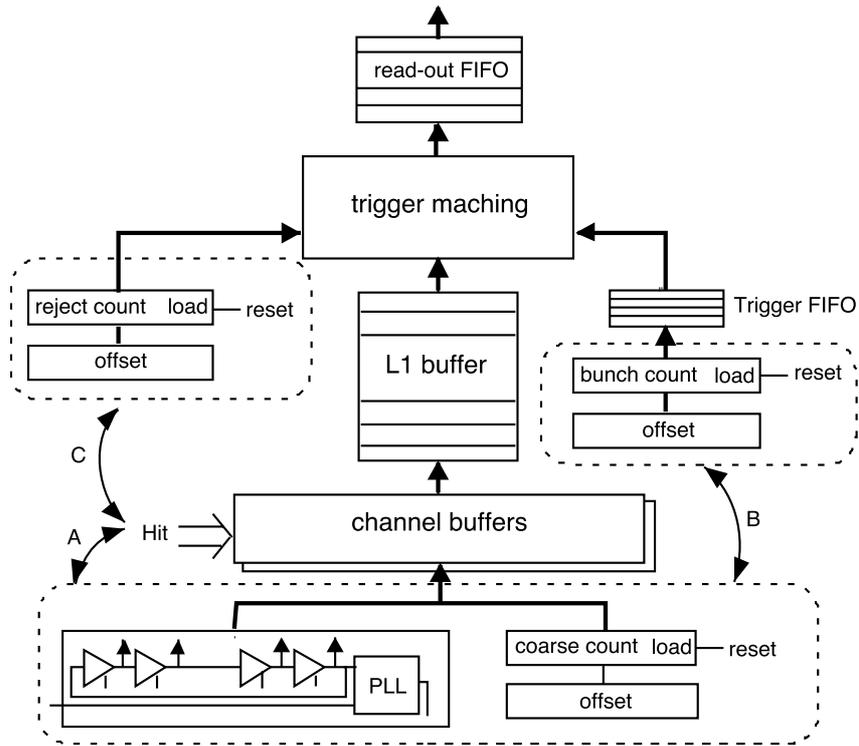 read-out FIFO
trigger maching
reject count load reset
offset
Trigger FIFO
L1 buffer
bunch count load reset
offset
C
A
Hit
channel buffers
B
PLL
coarse count load reset
offset